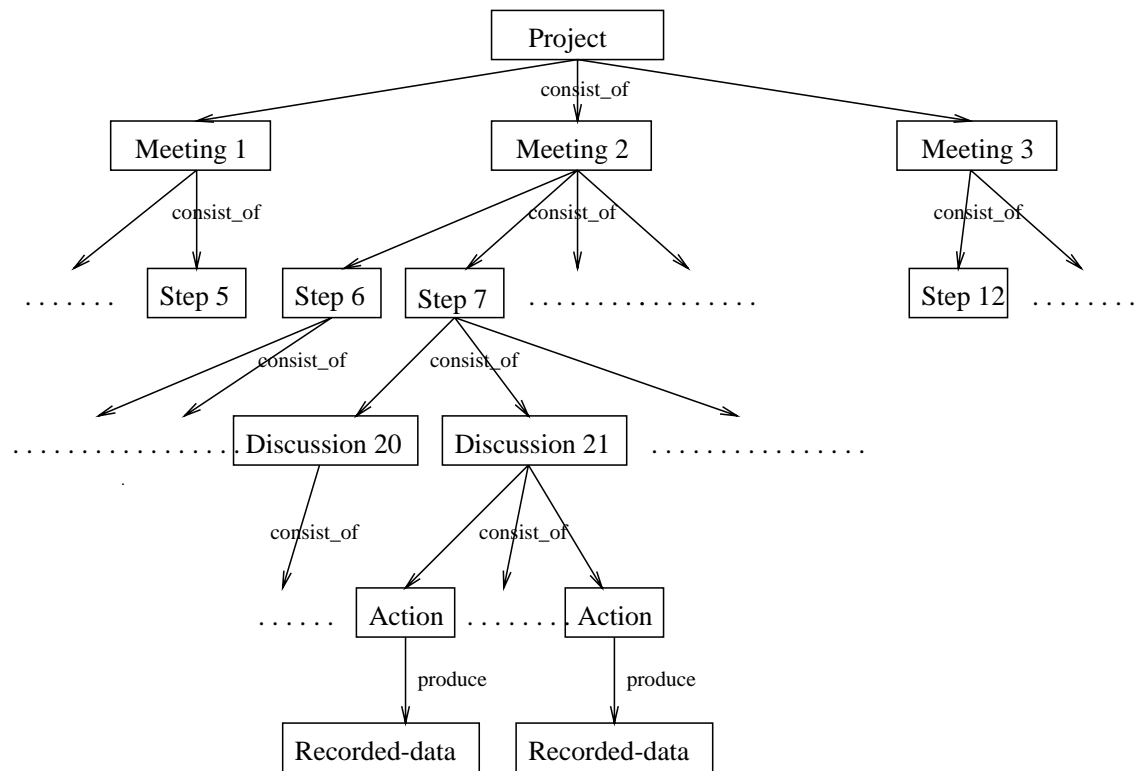 Project
consist_of
Meeting 1
Meeting 2
Meeting 3
consist_of
consist_of
consist_of
. . . . . . .
Step 5
Step 6
Step 7
. . . . . . . . . . . . . . . . . .
Step 12
. . . . . . . .
consist_of
consist_of
. . . . . . . . . . . . . . . . .
Discussion 20
Discussion 21
. . . . . . . . . . . . . . . .
.
consist_of
consist_of
. . . . . .
Action
. . . . . . . .
Action
produce
produce
Recorded-data
Recorded-data